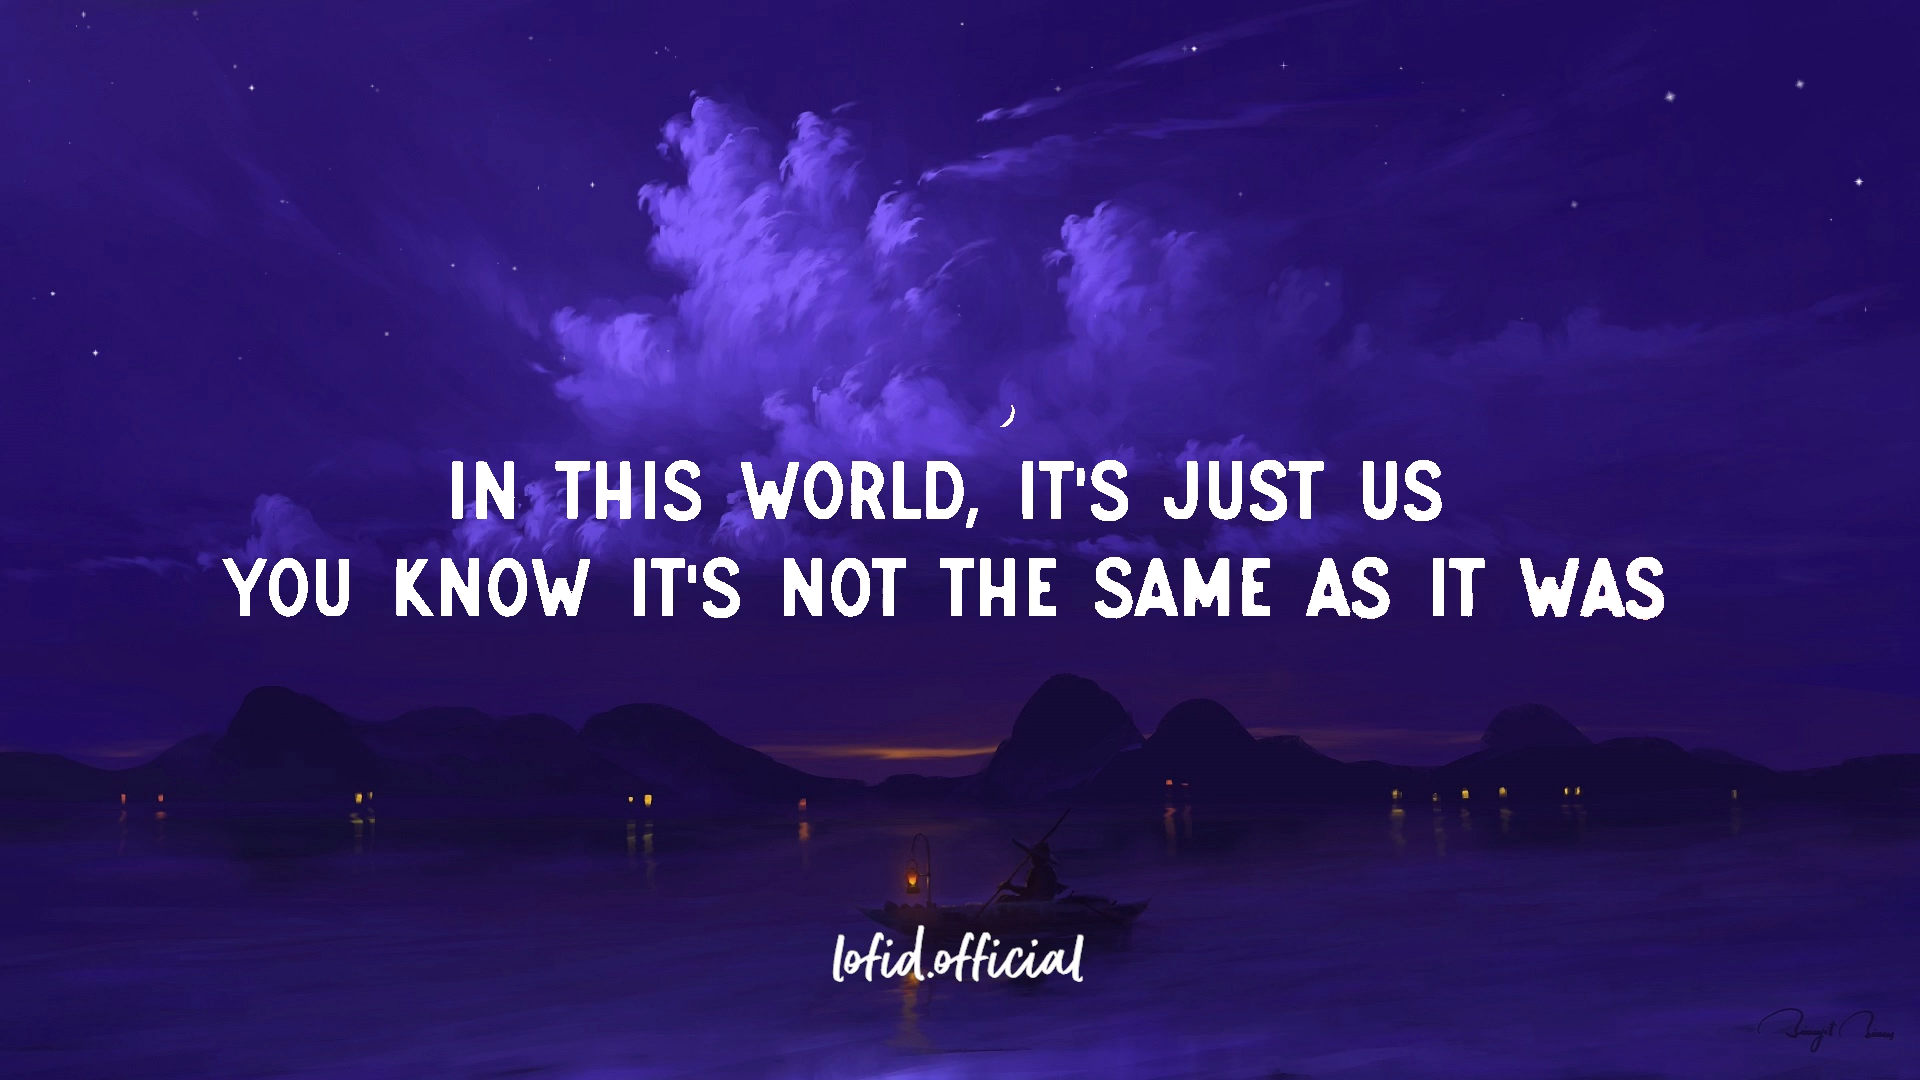 IN THIS WORLD, IT'S JUST US
YOU KNOW IT'S NOT THE SAME AS IT WAS
lofid.official